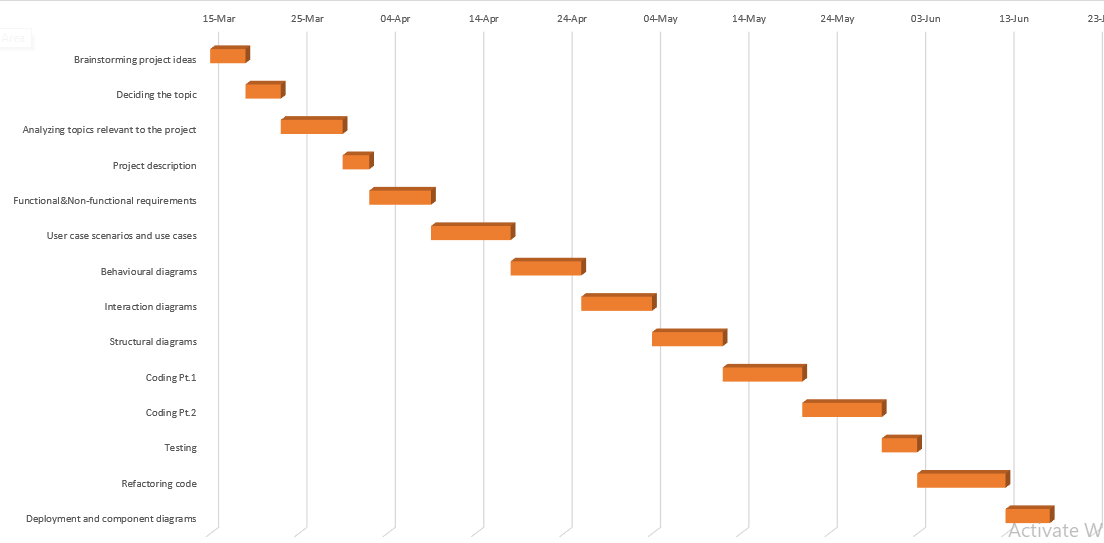 15-Mar 25-Mar 04-Apr 14-Apr 24-Apr 04-May 14-May 24-May 03-Jun 13-Jun 23-J
Area
Brainstorming project ideas
Deciding the topic
Analyzing topics relevant to the project
Project description
Functional&Non-functional requirements
User case scenarios and use cases
Behavioural diagrams
Interaction diagrams
Structural diagrams
Coding Pt.1
Coding Pt.2
Testing
Refactoring code
Deployment and component diagrams
Activate W